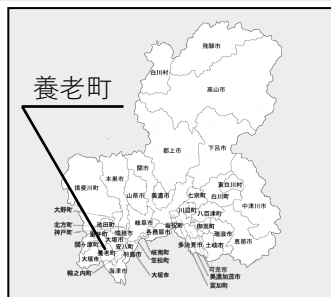 養老町
飛騨市
白川村
高山市
郡上市
下呂市
関市
本巣市
揖斐川町
山県市
美濃市
七宗町
東白川村
白川町
中津川市
大野町
池田町
岐阜市
川辺町
八百津町
北方町
神戸町
瑞穂市
各務原市
坂祝町
御嵩町
瑞浪市
恵那市
垂井町
大垣市
安八町
多治見市
土岐市
関ケ原町
養老町
羽島市
岐南町
笠松町
大垣市
輪之内町
海津市
大垣市
可児市
美濃加茂市
富加町